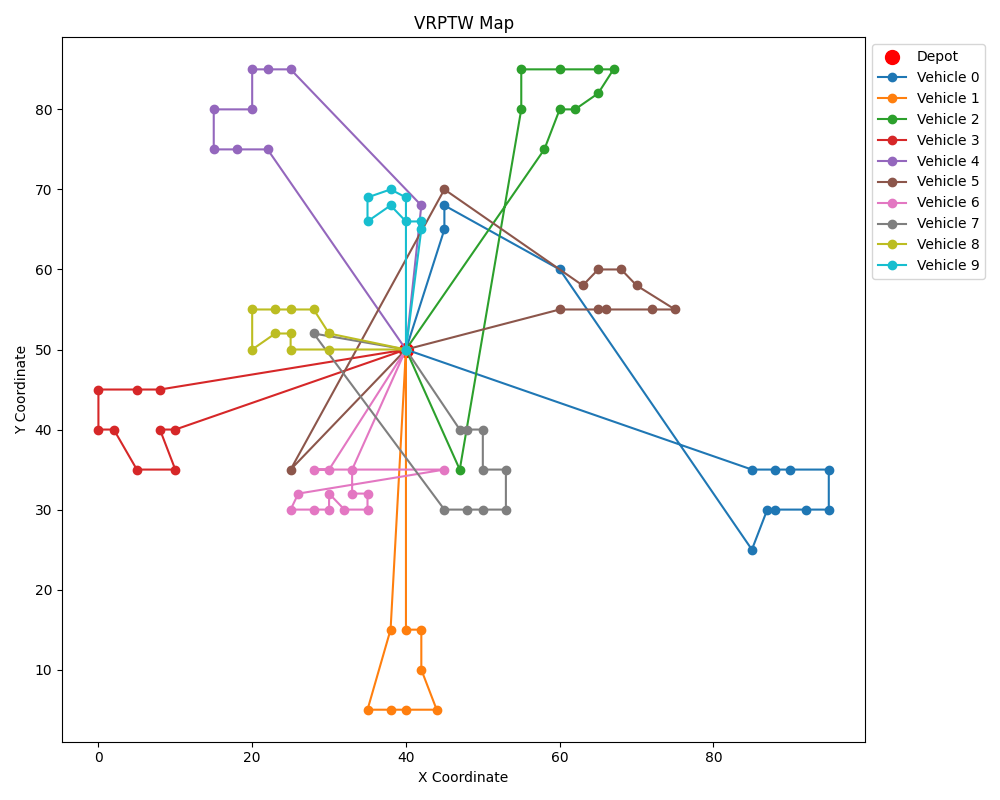 VRPTW Map
Depot
Vehicle 0
Vehicle 1
Vehicle 2
Vehicle 3
Vehicle 4
Vehicle 5
Vehicle 6
Vehicle 7
Vehicle 8
Vehicle 9
Y Coordinate
80
70
60
50
40
30
20
10
0 20 40 60 80
X Coordinate